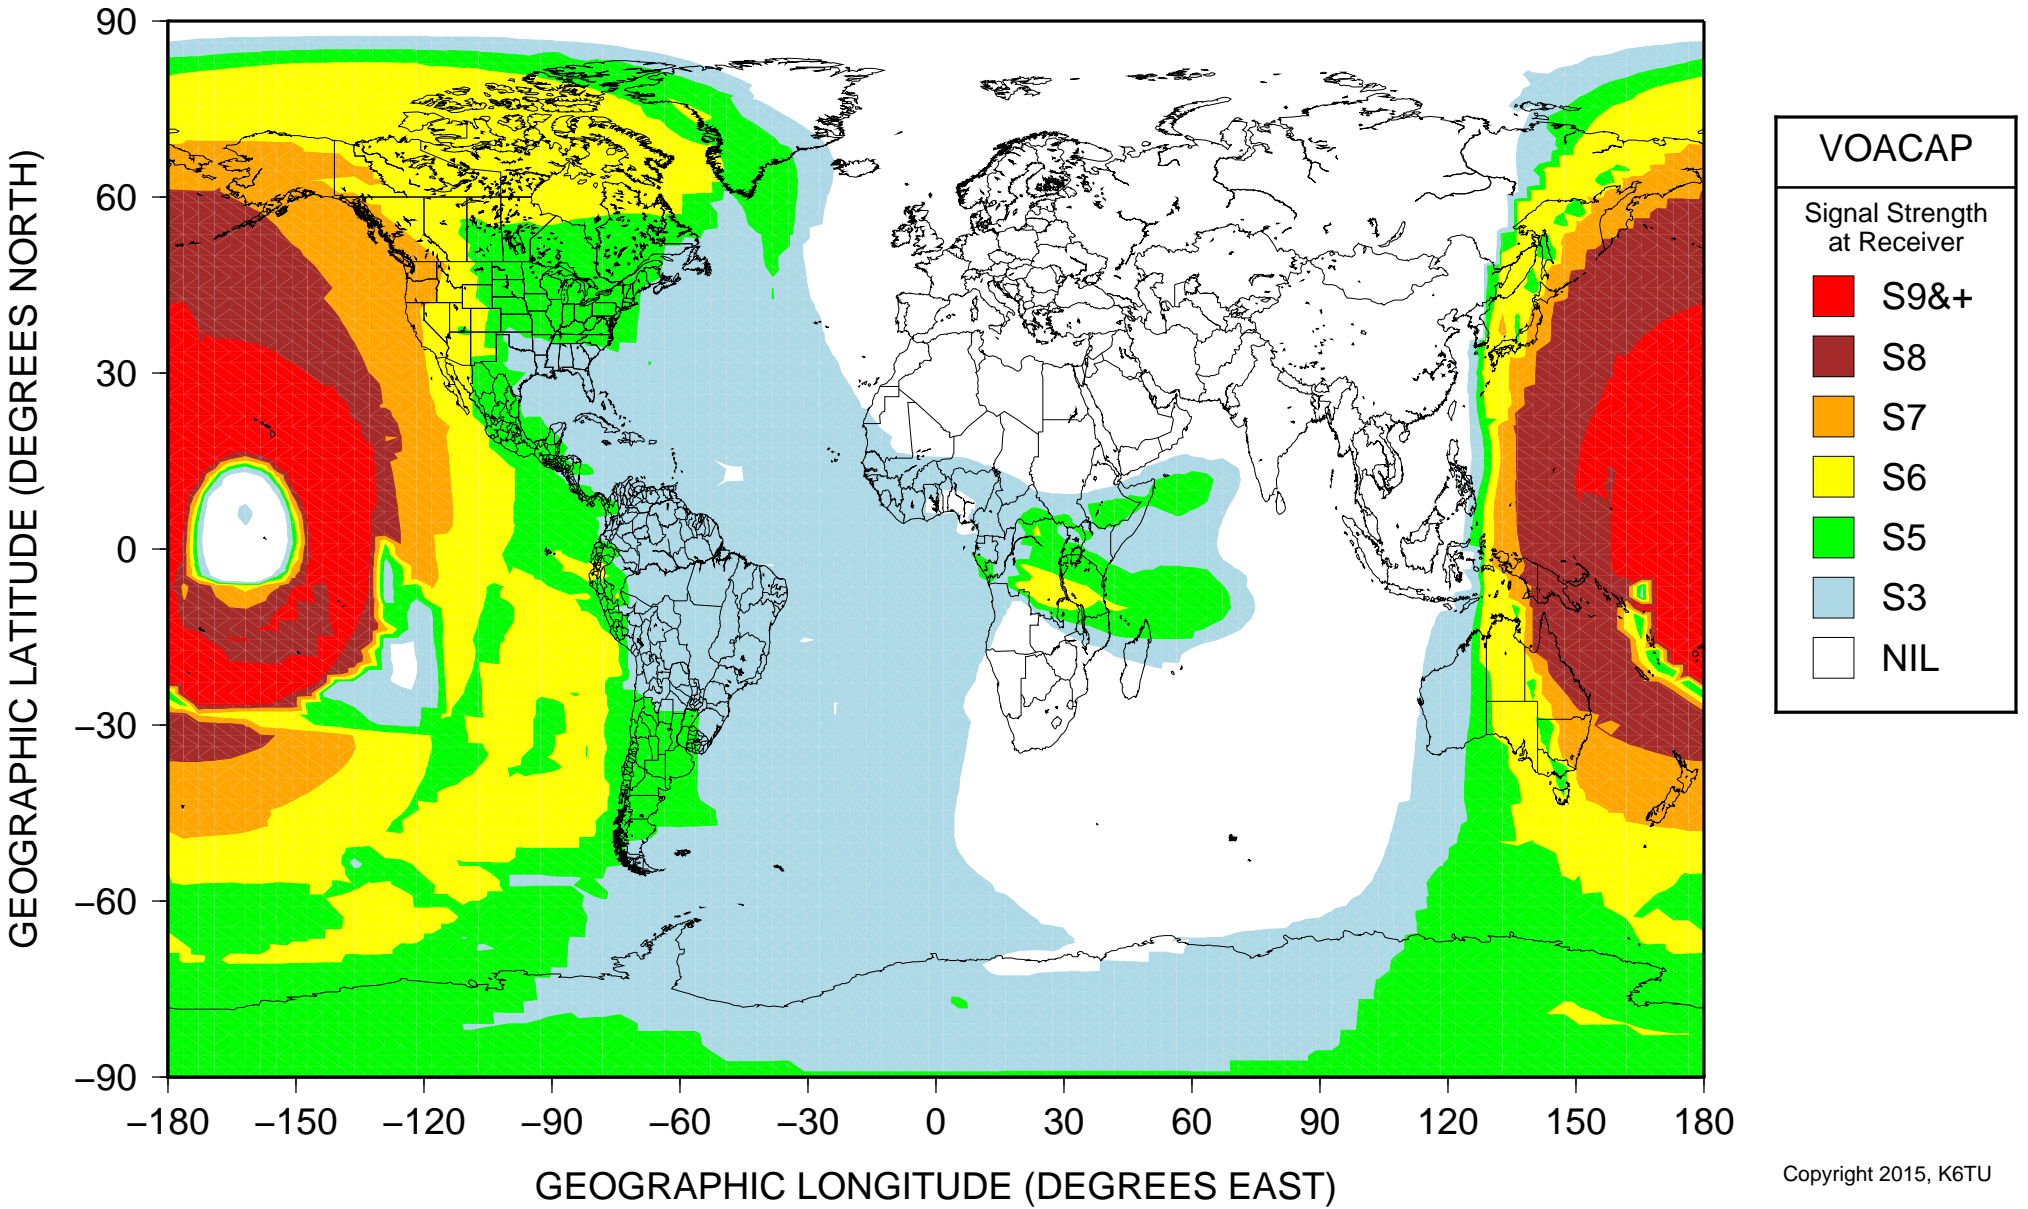 90
60
30
0
−30
−60
−90
GEOGRAPHIC LATITUDE (DEGREES NORTH)
−180 −150 −120 −90 −60 −30 0 30 60 90 120 150 180
GEOGRAPHIC LONGITUDE (DEGREES EAST)
VOACAP
Signal Strength
at Receiver
S9&+
S8
S7
S6
S5
S3
NIL
Copyright 2015, K6TU